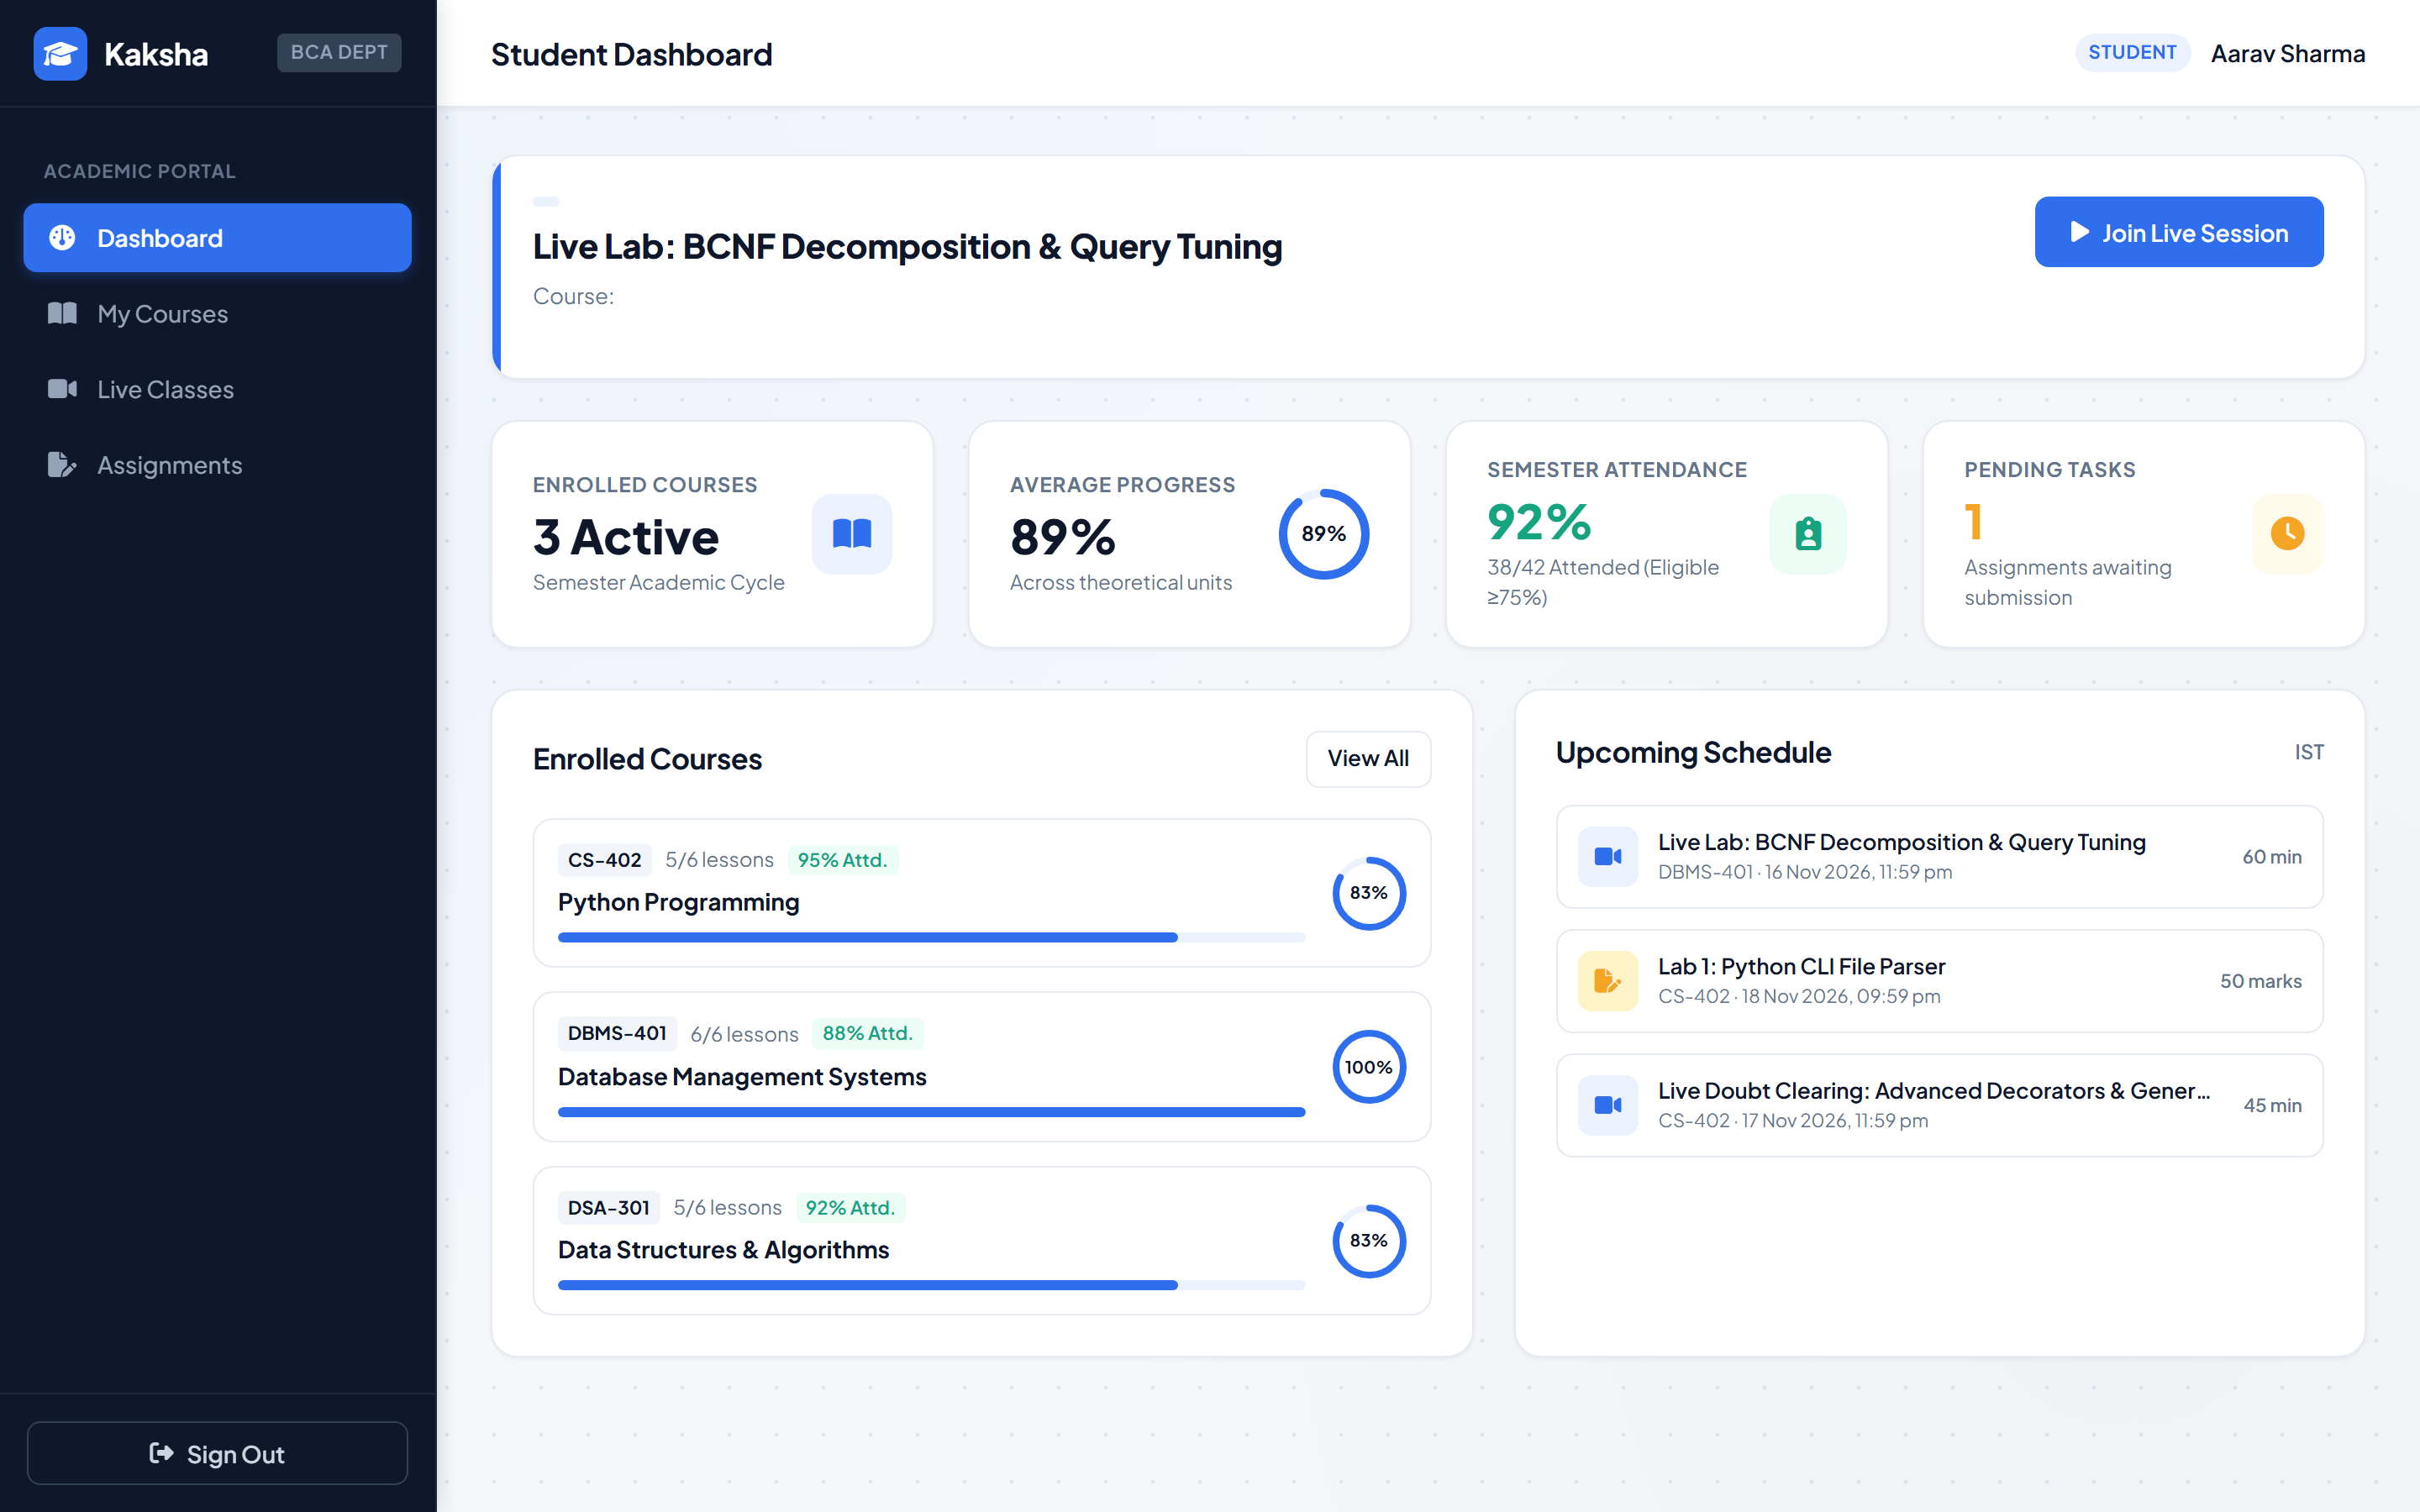 Kaksha
BCA DEPT
ACADEMIC PORTAL
Dashboard
My Courses
Live Classes
Assignments
Sign Out
Student Dashboard
STUDENT
Aarav Sharma
Live Lab: BCNF Decomposition & Query Tuning
Course:
Join Live Session
ENROLLED COURSES
3 Active
Semester Academic Cycle
AVERAGE PROGRESS
89%
Across theoretical units
89%
SEMESTER ATTENDANCE
92%
38/42 Attended (Eligible
≥75%)
PENDING TASKS
1
Assignments awaiting
submission
Enrolled Courses
View All
CS-402 5/6 lessons 95% Attd.
Python Programming
83%
DBMS-401 6/6 lessons 88% Attd.
Database Management Systems
100%
DSA-301 5/6 lessons 92% Attd.
Data Structures & Algorithms
83%
Upcoming Schedule
IST
Live Lab: BCNF Decomposition & Query Tuning
DBMS-401 · 16 Nov 2026, 11:59 pm
60 min
Lab 1: Python CLI File Parser
CS-402 · 18 Nov 2026, 09:59 pm
50 marks
Live Doubt Clearing: Advanced Decorators & Gener...
CS-402 · 17 Nov 2026, 11:59 pm
45 min